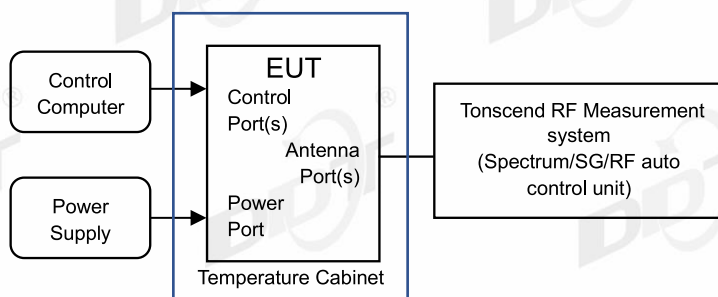 Control
Computer
Power
Supply
EUT
Control
Port(s)
Antenna
Port(s)
Power
Port
Temperature Cabinet
Tonscend RF Measurement
system
(Spectrum/SG/RF auto
control unit)